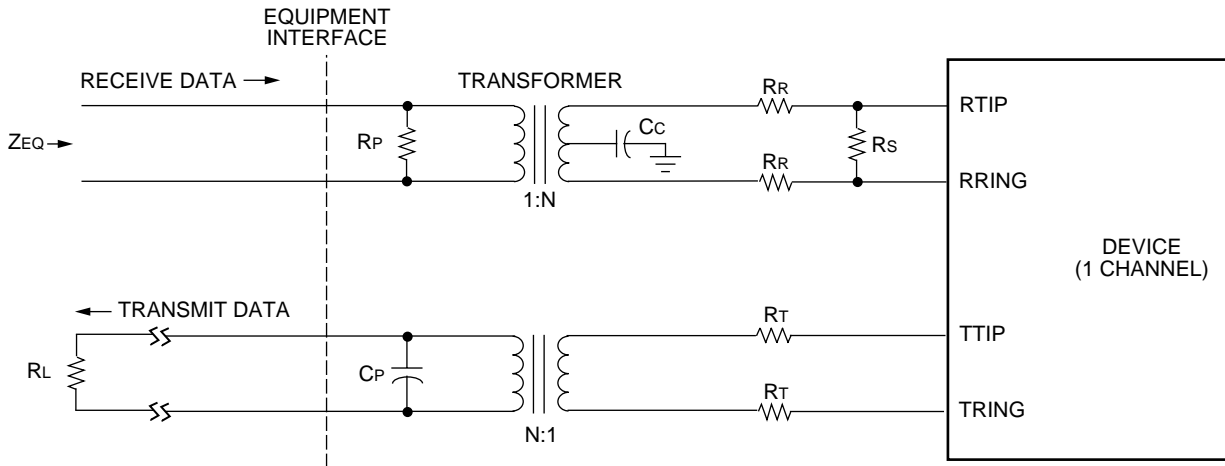 EQUIPMENT
INTERFACE
RECEIVE DATA
TRANSFORMER
ZEQ
RP
CC
RR
RR
RS
1:N
RTIP
RRING
DEVICE
(1 CHANNEL)
TRANSMIT DATA
RL
CP
N:1
RT
RT
TTIP
TRING